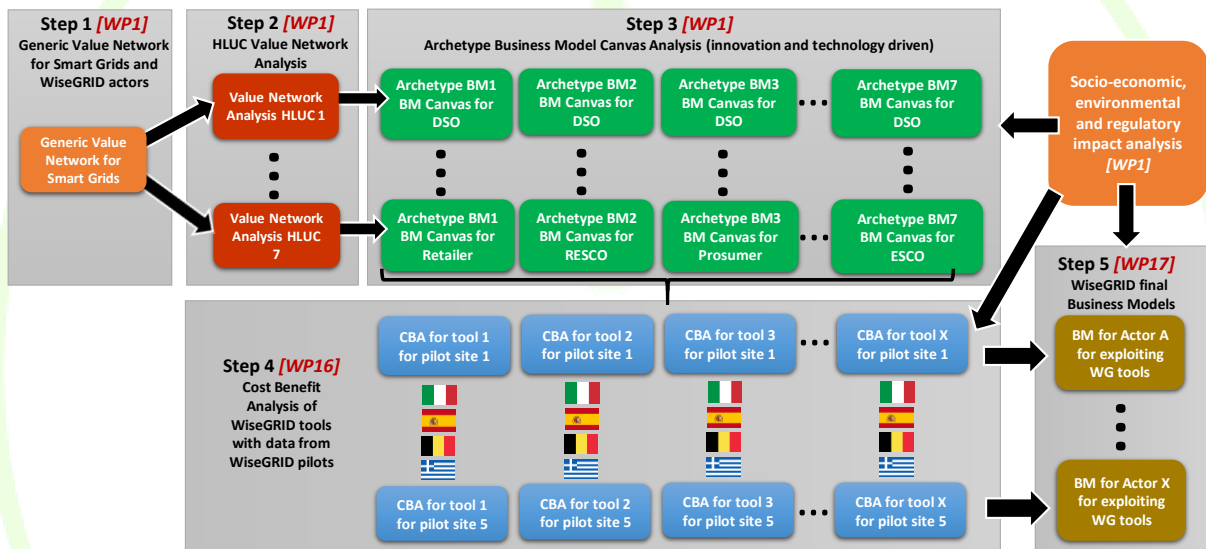 Step 1 [WP1]
Generic Value Network
for Smart Grids and
WiseGRID actors
Generic Value
Network for
Smart Grids
Step 2 [WP1]
HLUC Value Network
Analysis
Value Network
Analysis HLUC 1
Value Network
Analysis HLUC
7
Step 3 [WP1]
Archetype Business Model Canvas Analysis (innovation and technology driven)
Archetype BM1
BM Canvas for
DSO
Archetype BM2
BM Canvas for
DSO
Archetype BM3
BM Canvas for
DSO
Archetype BM7
BM Canvas for
DSO
Archetype BM1
BM Canvas for
Retailer
Archetype BM2
BM Canvas for
RESCO
Archetype BM3
BM Canvas for
Prosumer
Archetype BM7
BM Canvas for
ESCO
Socio-economic,
environmental
and regulatory
impact analysis
[WP1]
Step 4 [WP16]
Cost Benefit
Analysis of
WiseGRID tools
with data from
WiseGRID pilots
CBA for tool 1
for pilot site 1
CBA for tool 2
for pilot site 1
CBA for tool 3
for pilot site 1
CBA for tool X
for pilot site 1
CBA for tool 1
for pilot site 5
CBA for tool 2
for pilot site 5
CBA for tool 3
for pilot site 5
CBA for tool X
for pilot site 5
Step 5 [WP17]
WiseGRID final
Business Models
BM for Actor A
for exploiting
WG tools
BM for Actor X
for exploiting
WG tools